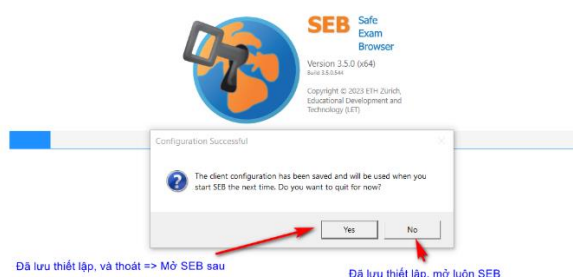 SEB Safe
Exam
Browser
Version 3.5.0 (x64)
Build 3.5.0.544
Copyright © 2023 ETH Zürich,
Educational Development and
Technology (LET)
Configuration Successful
The client configuration has been saved and will be used when you
start SEB the next time. Do you want to quit for now?
Yes No
Đã lưu thiết lập, và thoát => Mở SEB sau
Đã lưu thiết lập, mở luôn SEB